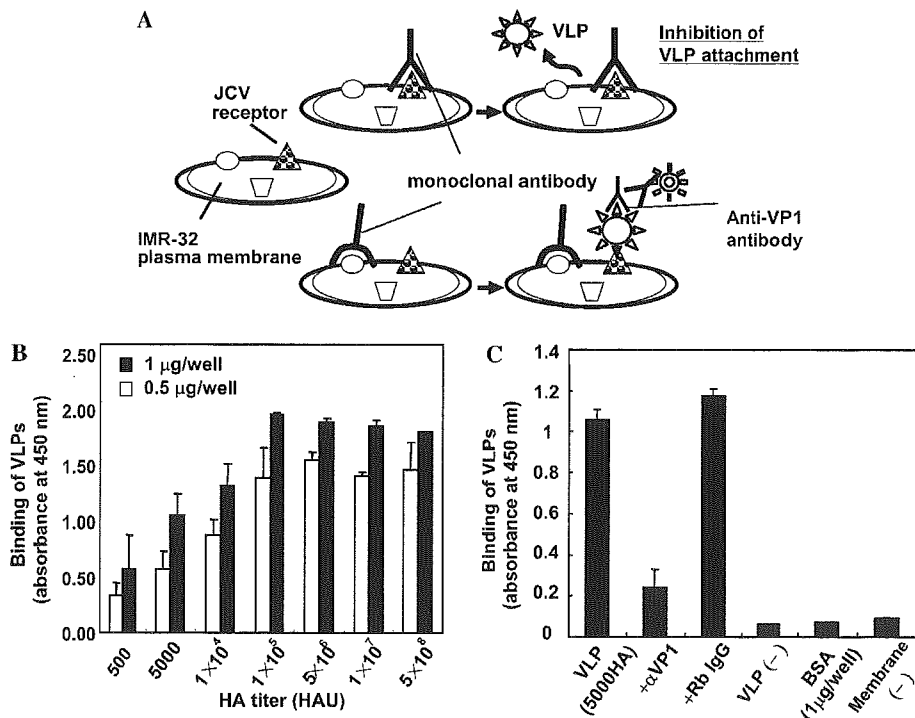 A
VLP
Inhibition of
VLP attachment
JCV
receptor
monoclonal antibody
IMR-32
plasma membrane
Anti-VP1
antibody
B
Binding of VLPs
(absorbance at 450 nm)
2.50
2.00
1.50
1.00
0.50
0.00
1 μg/well
0.5 μg/well
500
5000
1×10⁴
1×10⁵
5×10⁶
1×10⁷
5×10⁸
HA titer (HAU)
C
Binding of VLPs
(absorbance at 450 nm)
1.4
1.2
1
0.8
0.6
0.4
0.2
0
VLP
(5000HA)
+αVP1
+Rb IgG
VLP (−)
BSA
(1μg/well)
Membrane
(−)